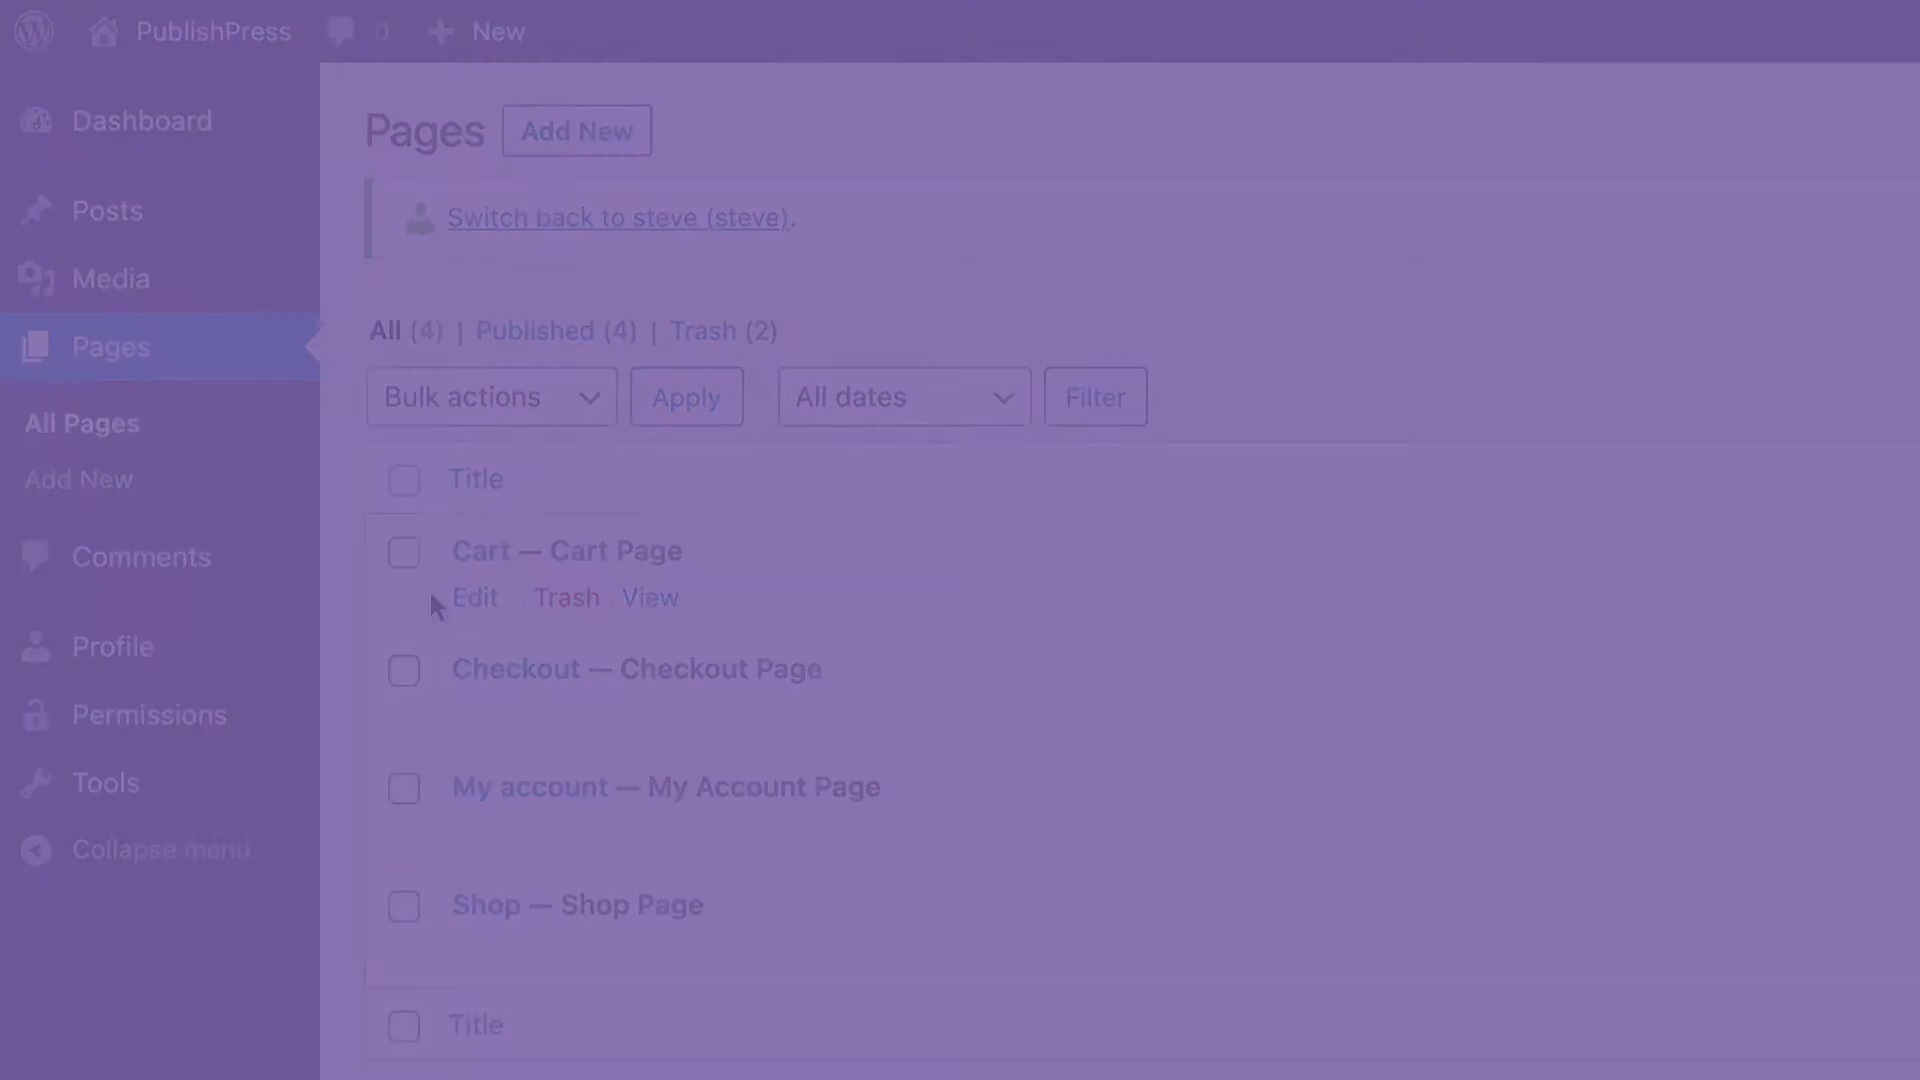 PublishPress 0 New
Dashboard
Posts
Media
Pages
All Pages
Add New
Comments
Profile
Permissions
Tools
Collapse menu
Pages Add New
Switch back to steve (steve).
All (4) | Published (4) | Trash (2)
Bulk actions Apply All dates Filter
Title
Cart — Cart Page
Edit | Trash | View
Checkout — Checkout Page
My account — My Account Page
Shop — Shop Page
Title